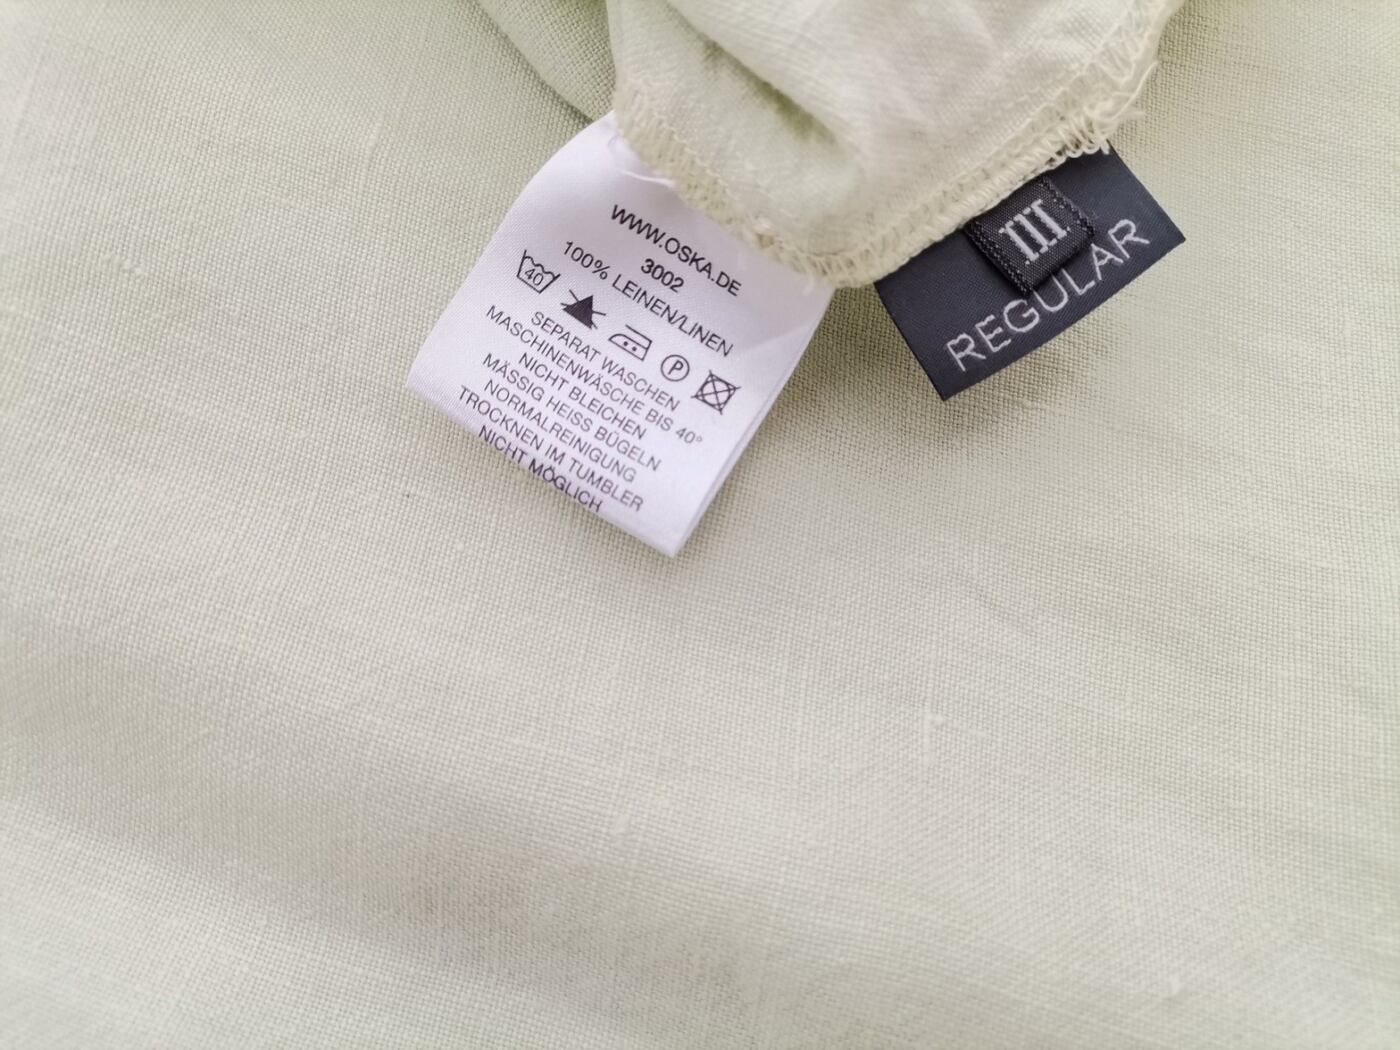 WWW.OSKA.DE
3002
100% LEINEN/LINEN
40
P
SEPARAT WASCHEN
MASCHINENWÄSCHE BIS 40°
NICHT BLEICHEN
MÄSSIG HEISS BÜGELN
NORMALREINIGUNG
TROCKNEN IM TUMBLER
NICHT MÖGLICH
III
REGULAR